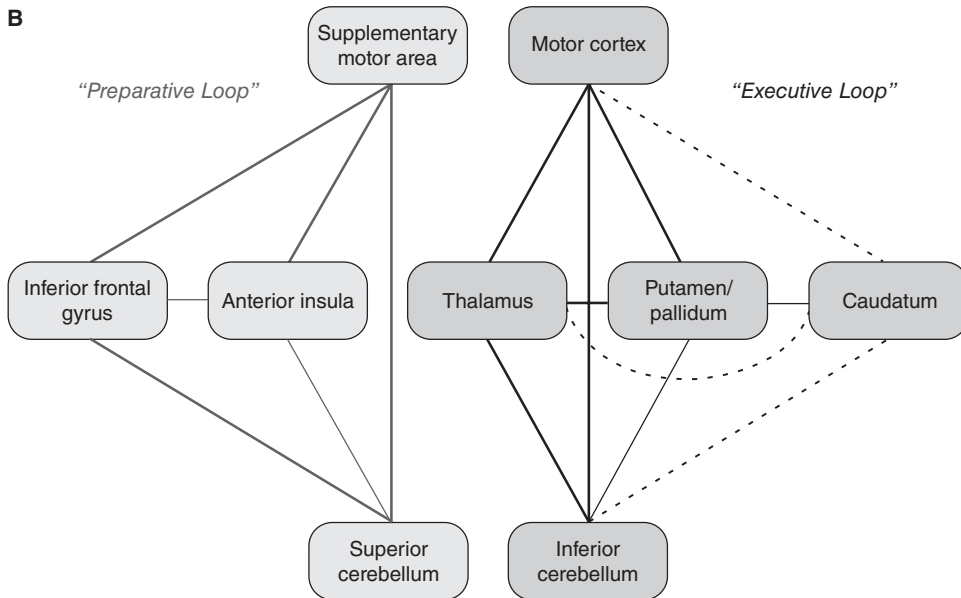 B
Supplementary
motor area
Motor cortex
“Preparative Loop”
“Executive Loop”
Inferior frontal
gyrus
Anterior insula
Thalamus
Putamen/
pallidum
Caudatum
Superior
cerebellum
Inferior
cerebellum